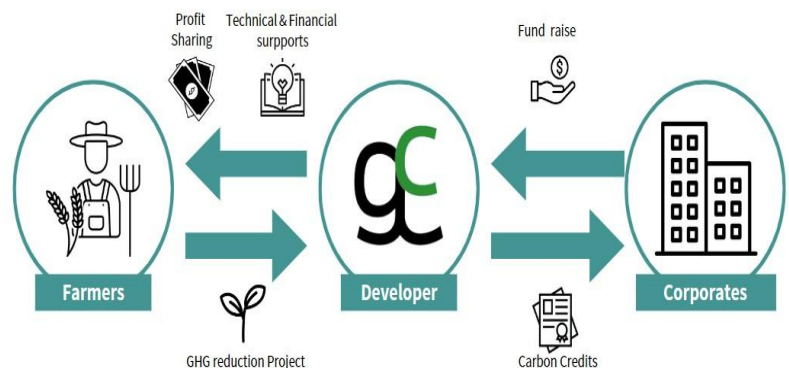 Profit
Sharing
Technical & Financial
surpports
Fund raise
gc
Farmers
Developer
Corporates
GHG reduction Project
Carbon Credits